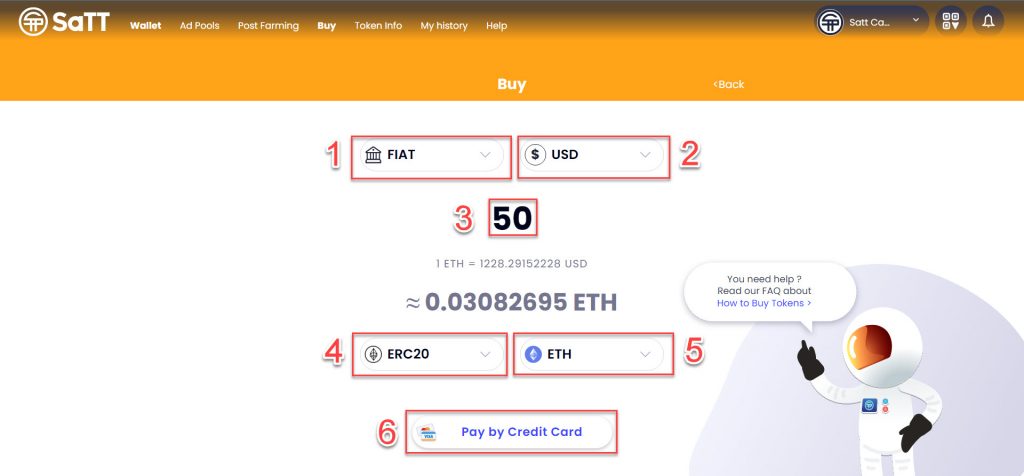 SaTT Wallet Ad Pools Post Farming Buy Token Info My history Help Satt Ca...
Buy <Back
1 FIAT $ USD 2
3 50
1 ETH = 1228.29152228 USD
≈ 0.03082695 ETH
You need help ?
Read our FAQ about
How to Buy Tokens >
4 ERC20 ETH 5
6 VISA Pay by Credit Card